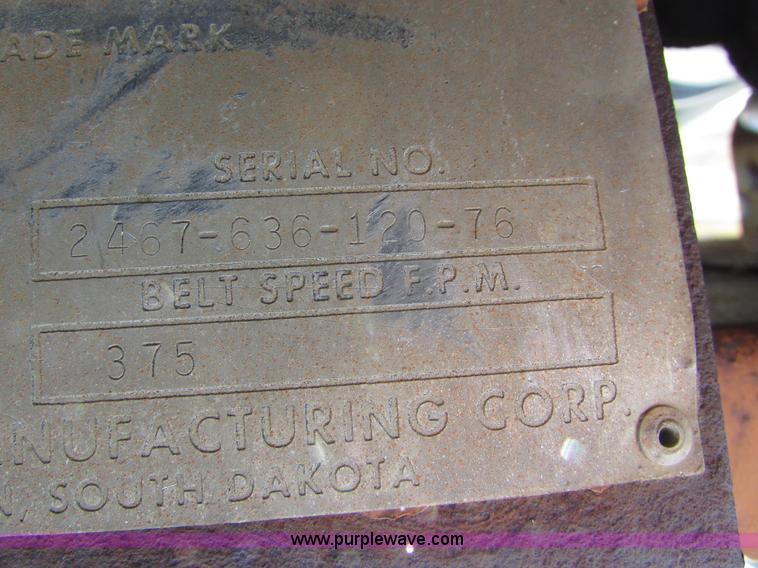 ADE MARK
SERIAL NO.
2467-636-120-76
BELT SPEED F.P.M.
375
NUFACTURING CORP.
N, SOUTH DAKOTA
www.purplewave.com